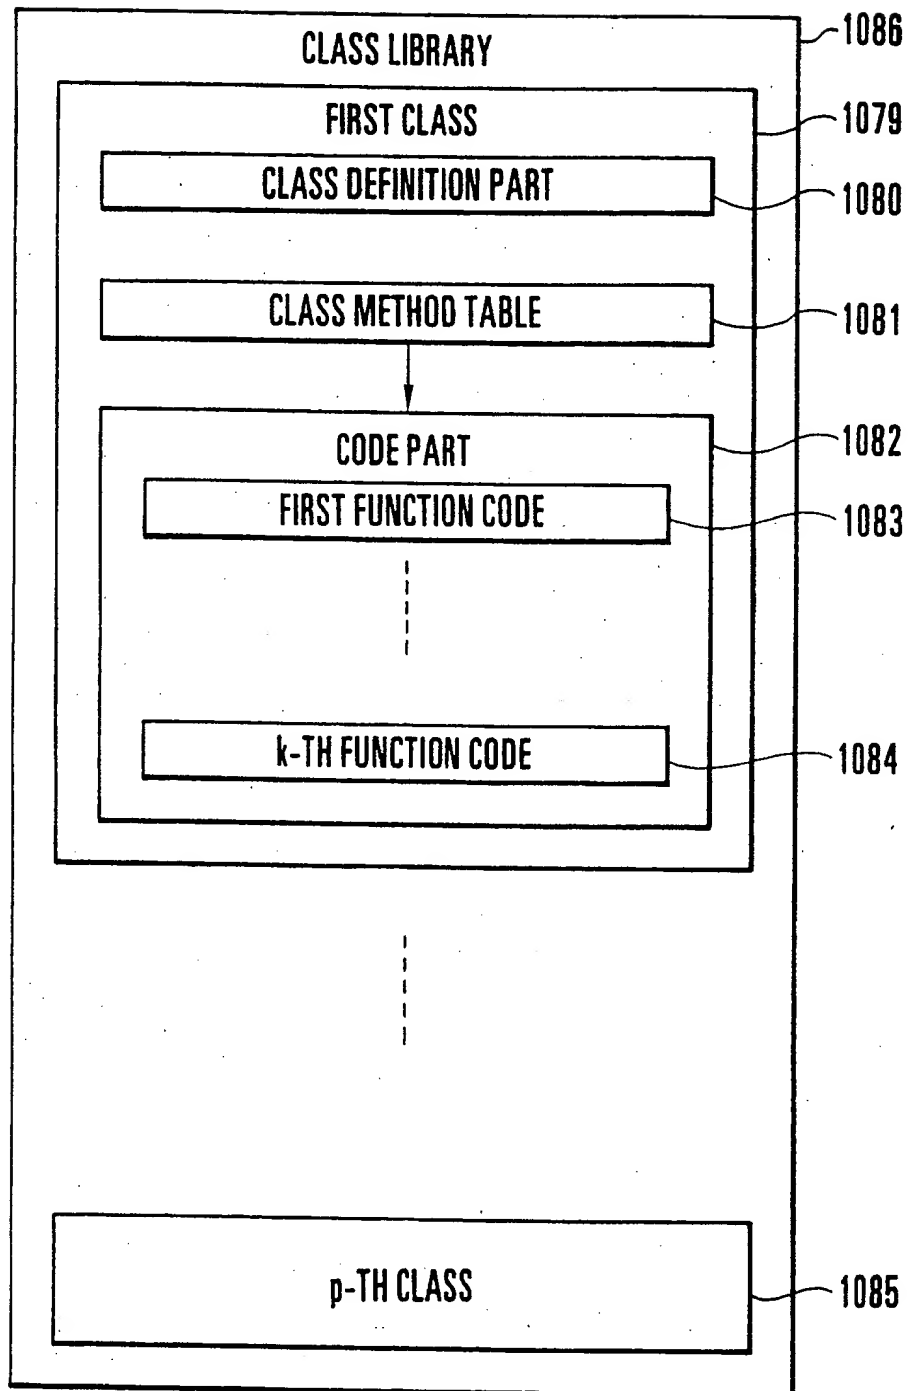 CLASS LIBRARY
1086
FIRST CLASS
1079
CLASS DEFINITION PART
1080
CLASS METHOD TABLE
1081
CODE PART
1082
FIRST FUNCTION CODE
1083
k-TH FUNCTION CODE
1084
p-TH CLASS
1085